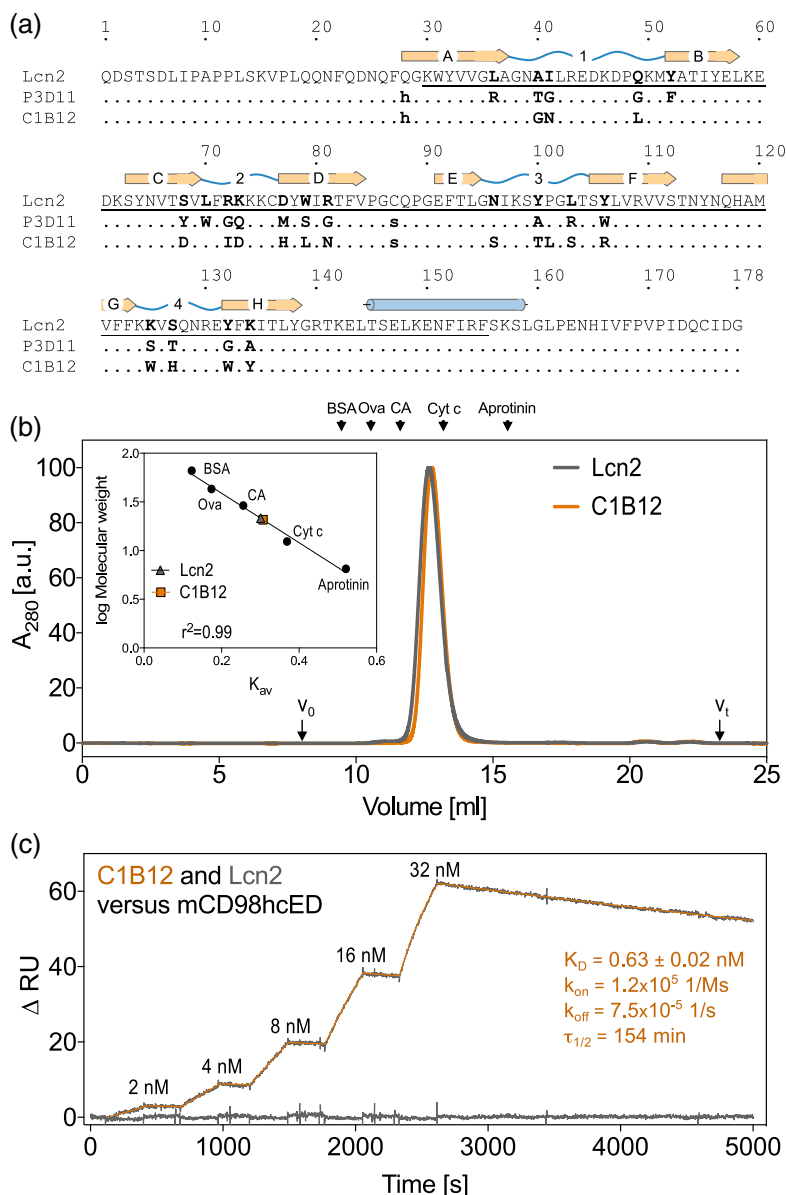 (a)
1 10 20 30 40 50 60
A 1 B
Lcn2 QDSTSDLIPAPPLSKVPLQQNFQDNQFQGKWYVVGLAGNAILREDKDPQKMYATIYELKE
P3D11 ...........................h.......R...TG.......G..F........
C1B12 ...........................h...........GN.......L...........
70 80 90 100 110 120
C 2 D E 3 F
Lcn2 DKSYNVTSVLFRKKKCDYWIRTFVPGCQPGEFTLGNIKSYPGLTSYLVRVVSTNYNQHAM
P3D11 .......Y.W.GQ...M.S.G.....s............A..R..W..............
C1B12 .......D...ID...H.L.N.....s........S...TL.S..R..............
130 140 150 160 170 178
G 4 H
Lcn2 VFFKKVSQNREYFKITLYGRTKELTSELKENFIRFSKSLGLPENHIVFPVPIDQCIDG
P3D11 ....S.T....G.A............................................
C1B12 ....W.H....W.Y............................................
(b)
BSA Ova CA Cyt c Aprotinin
100
80
60
40
20
0
A280 [a.u.]
0 5 10 15 20 25
Volume [ml]
Lcn2
C1B12
V0
Vt
2.0
1.5
1.0
0.5
0.0
log Molecular weight
BSA
Ova
CA
Cyt c
Aprotinin
Lcn2
C1B12
r²=0.99
0.0 0.2 0.4 0.6
Kav
(c)
C1B12 and Lcn2
versus mCD98hcED
60
40
20
0
Δ RU
2 nM
4 nM
8 nM
16 nM
32 nM
KD = 0.63 ± 0.02 nM
kon = 1.2x10⁵ 1/Ms
koff = 7.5x10⁻⁵ 1/s
τ1/2 = 154 min
0 1000 2000 3000 4000 5000
Time [s]